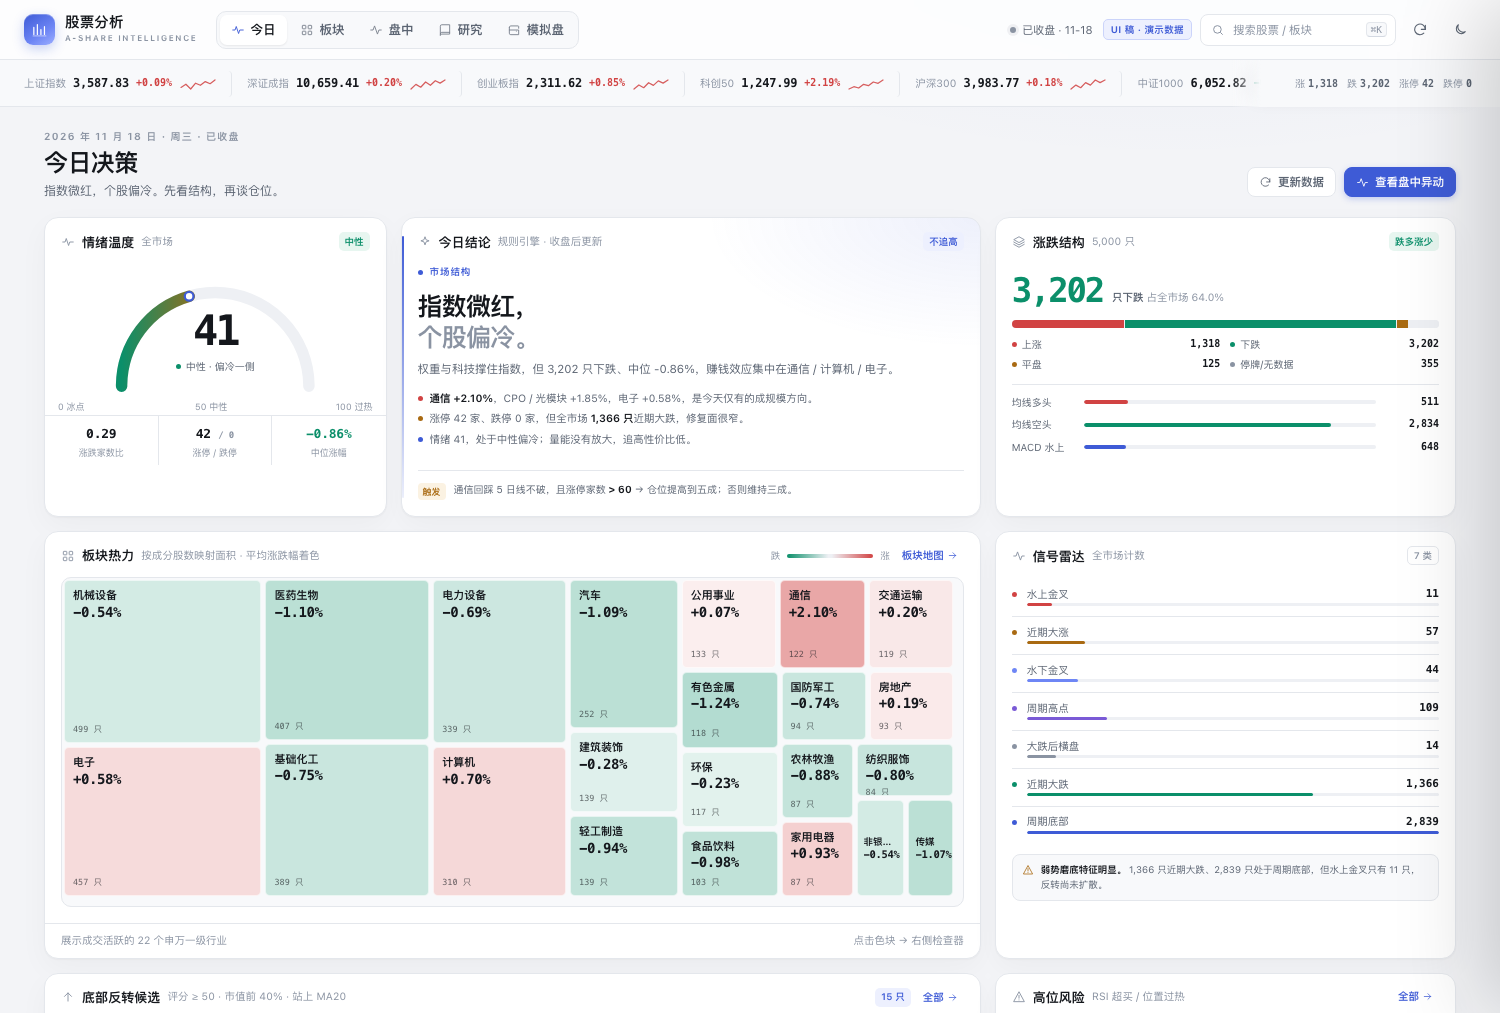 股票分析
A-SHARE INTELLIGENCE
今日
板块
盘中
研究
模拟盘
已收盘 · 11-18
UI 稿 · 演示数据
搜索股票 / 板块
⌘K
上证指数 3,587.83 +0.09%
深证成指 10,659.41 +0.20%
创业板指 2,311.62 +0.85%
科创50 1,247.99 +2.19%
沪深300 3,983.77 +0.18%
中证1000 6,052.82
涨 1,318 跌 3,202 涨停 42 跌停 0
2026 年 11 月 18 日 · 周三 · 已收盘
今日决策
指数微红，个股偏冷。先看结构，再谈仓位。
更新数据
查看盘中异动
情绪温度 全市场
中性
41
中性 · 偏冷一侧
0 冰点
50 中性
100 过热
0.29
涨跌家数比
42 / 0
涨停 / 跌停
−0.86%
中位涨幅
今日结论 规则引擎 · 收盘后更新
不追高
市场结构
指数微红，
个股偏冷。
权重与科技撑住指数，但 3,202 只下跌、中位 -0.86%，赚钱效应集中在通信 / 计算机 / 电子。
通信 +2.10%，CPO / 光模块 +1.85%，电子 +0.58%，是今天仅有的成规模方向。
涨停 42 家、跌停 0 家，但全市场 1,366 只近期大跌，修复面很窄。
情绪 41，处于中性偏冷；量能没有放大，追高性价比低。
触发
通信回踩 5 日线不破，且涨停家数 > 60 → 仓位提高到五成；否则维持三成。
涨跌结构 5,000 只
跌多涨少
3,202 只下跌 占全市场 64.0%
上涨 1,318
下跌 3,202
平盘 125
停牌/无数据 355
均线多头 511
均线空头 2,834
MACD 水上 648
板块热力 按成分股数映射面积 · 平均涨跌幅着色
跌
涨
板块地图 →
机械设备
−0.54%
499 只
医药生物
−1.10%
407 只
电力设备
−0.69%
339 只
汽车
−1.09%
252 只
公用事业
+0.07%
133 只
通信
+2.10%
122 只
交通运输
+0.20%
119 只
有色金属
−1.24%
118 只
国防军工
−0.74%
94 只
房地产
+0.19%
93 只
电子
+0.58%
457 只
基础化工
−0.75%
389 只
计算机
+0.70%
310 只
建筑装饰
−0.28%
139 只
环保
−0.23%
117 只
农林牧渔
−0.88%
87 只
纺织服饰
−0.80%
84 只
轻工制造
−0.94%
139 只
食品饮料
−0.98%
103 只
家用电器
+0.93%
87 只
非银...
−0.54%
传媒
−1.07%
展示成交活跃的 22 个申万一级行业
点击色块 → 右侧检查器
信号雷达 全市场计数
7 类
水上金叉 11
近期大涨 57
水下金叉 44
周期高点 109
大跌后横盘 14
近期大跌 1,366
周期底部 2,839
弱势磨底特征明显。 1,366 只近期大跌、2,839 只处于周期底部，但水上金叉只有 11 只，
反转尚未扩散。
底部反转候选 评分 ≥ 50 · 市值前 40% · 站上 MA20
15 只
全部 →
高位风险 RSI 超买 / 位置过热
全部 →